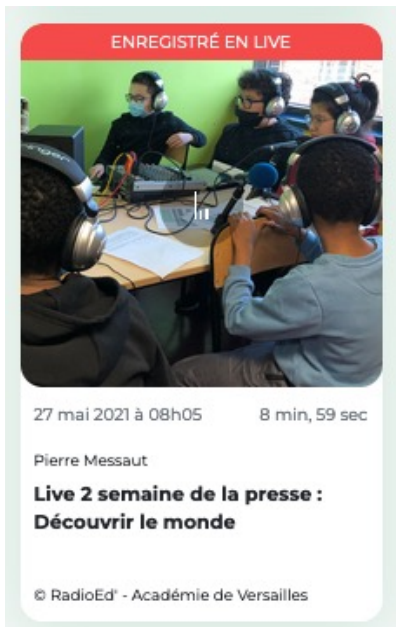 ENREGISTRÉ EN LIVE
27 mai 2021 à 08h05 8 min, 59 sec
Pierre Messaut
Live 2 semaine de la presse :
Découvrir le monde
© RadioEd' - Académie de Versailles